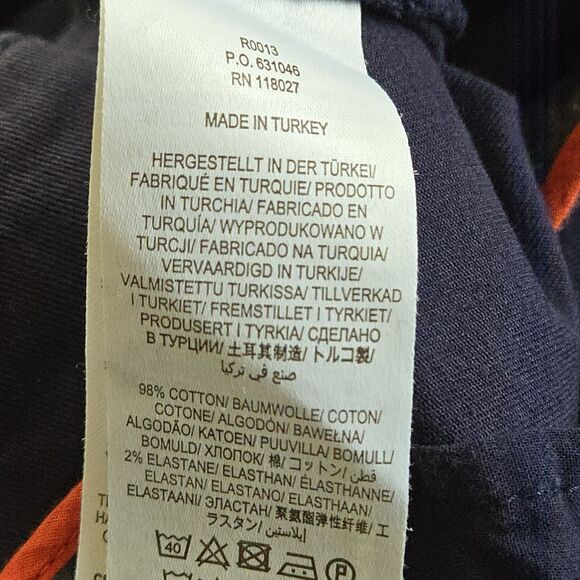 R0013
P.O. 631046
RN 118027
MADE IN TURKEY
HERGESTELLT IN DER TÜRKEI/
FABRIQUÉ EN TURQUIE/ PRODOTTO
IN TURCHIA/ FABRICADO EN
TURQUÍA/ WYPRODUKOWANO W
TURCJI/ FABRICADO NA TURQUIA/
VERVAARDIGD IN TURKIJE/
VALMISTETTU TURKISSA/ TILLVERKAD
I TURKIET/ FREMSTILLET I TYRKIET/
PRODUSERT I TYRKIA/ СДЕЛАНО
В ТУРЦИИ/ 土耳其制造/ トルコ製/
صنع في تركيا
98% COTTON/ BAUMWOLLE/ COTON/
COTONE/ ALGODÓN/ BAWEŁNA/
ALGODÃO/ KATOEN/ PUUVILLA/ BOMULL/
BOMULD/ ХЛОПОК/ 棉/ コットン/ قطن
2% ELASTANE/ ELASTHAN/ ÉLASTHANNE/
ELASTAN/ ELASTANO/ ELASTHAAN/
ELASTAANI/ ЭЛАСТАН/ 聚氨酯弹性纤维/ エ
ラスタン/ إيلاستين
40
P